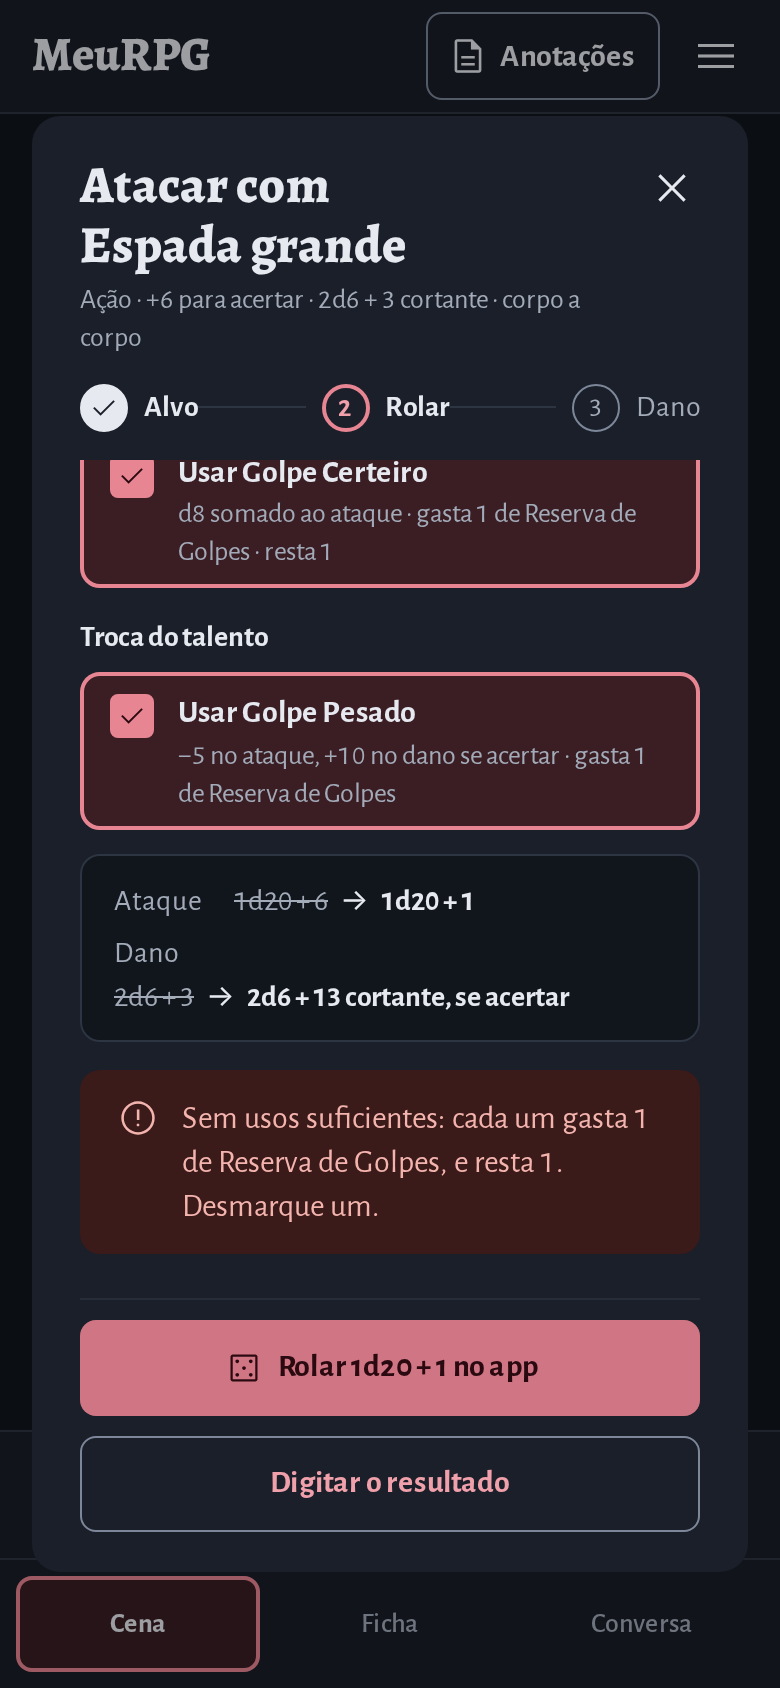 MeuRPG
Anotações
Atacar com
Espada grande
Ação · +6 para acertar · 2d6 + 3 cortante · corpo a
corpo
Alvo
2 Rolar
3 Dano
Usar Golpe Certeiro
d8 somado ao ataque · gasta 1 de Reserva de
Golpes · resta 1
Troca do talento
Usar Golpe Pesado
−5 no ataque, +10 no dano se acertar · gasta 1
de Reserva de Golpes
Ataque 1d20 + 6 → 1d20 + 1
Dano
2d6 + 3 → 2d6 + 13 cortante, se acertar
Sem usos suficientes: cada um gasta 1
de Reserva de Golpes, e resta 1.
Desmarque um.
Rolar 1d20 + 1 no app
Digitar o resultado
Cena
Ficha
Conversa